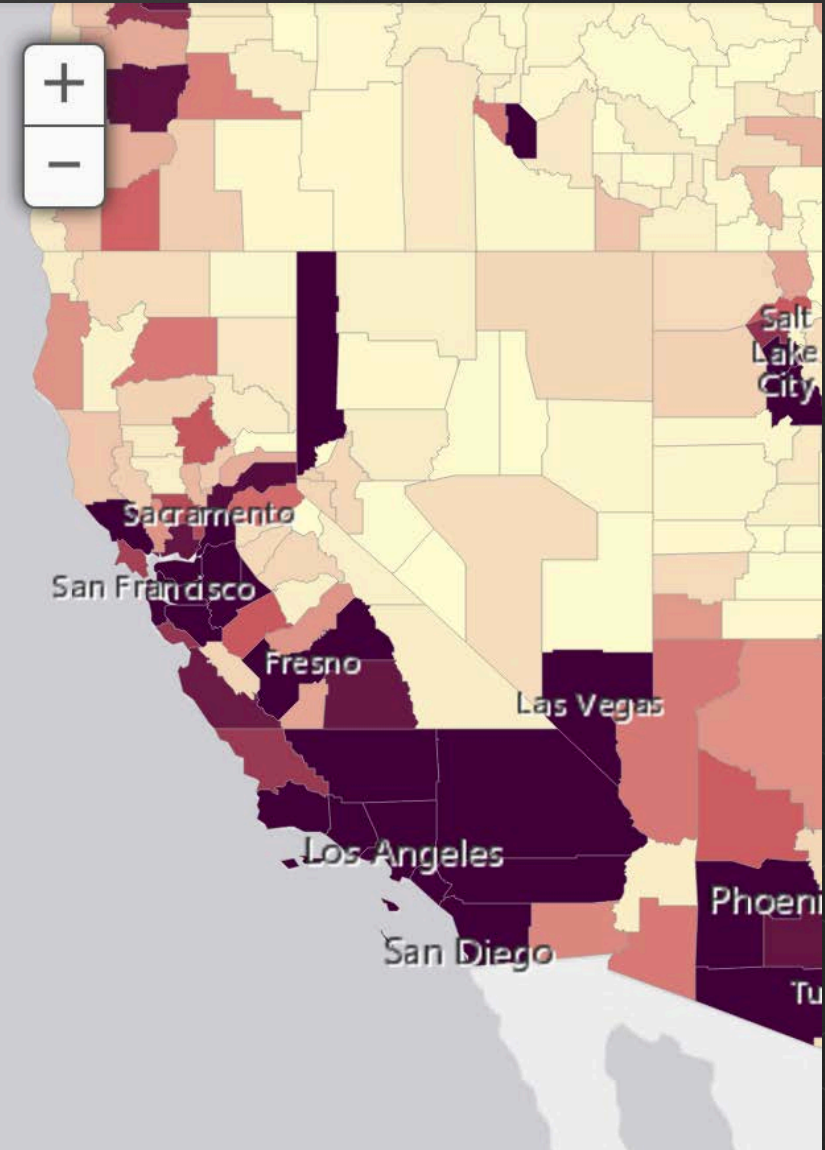 +
−
Salt
Lake
City
Sacramento
San Francisco
Fresno
Las Vegas
Los Angeles
Phoeni
San Diego
Tu